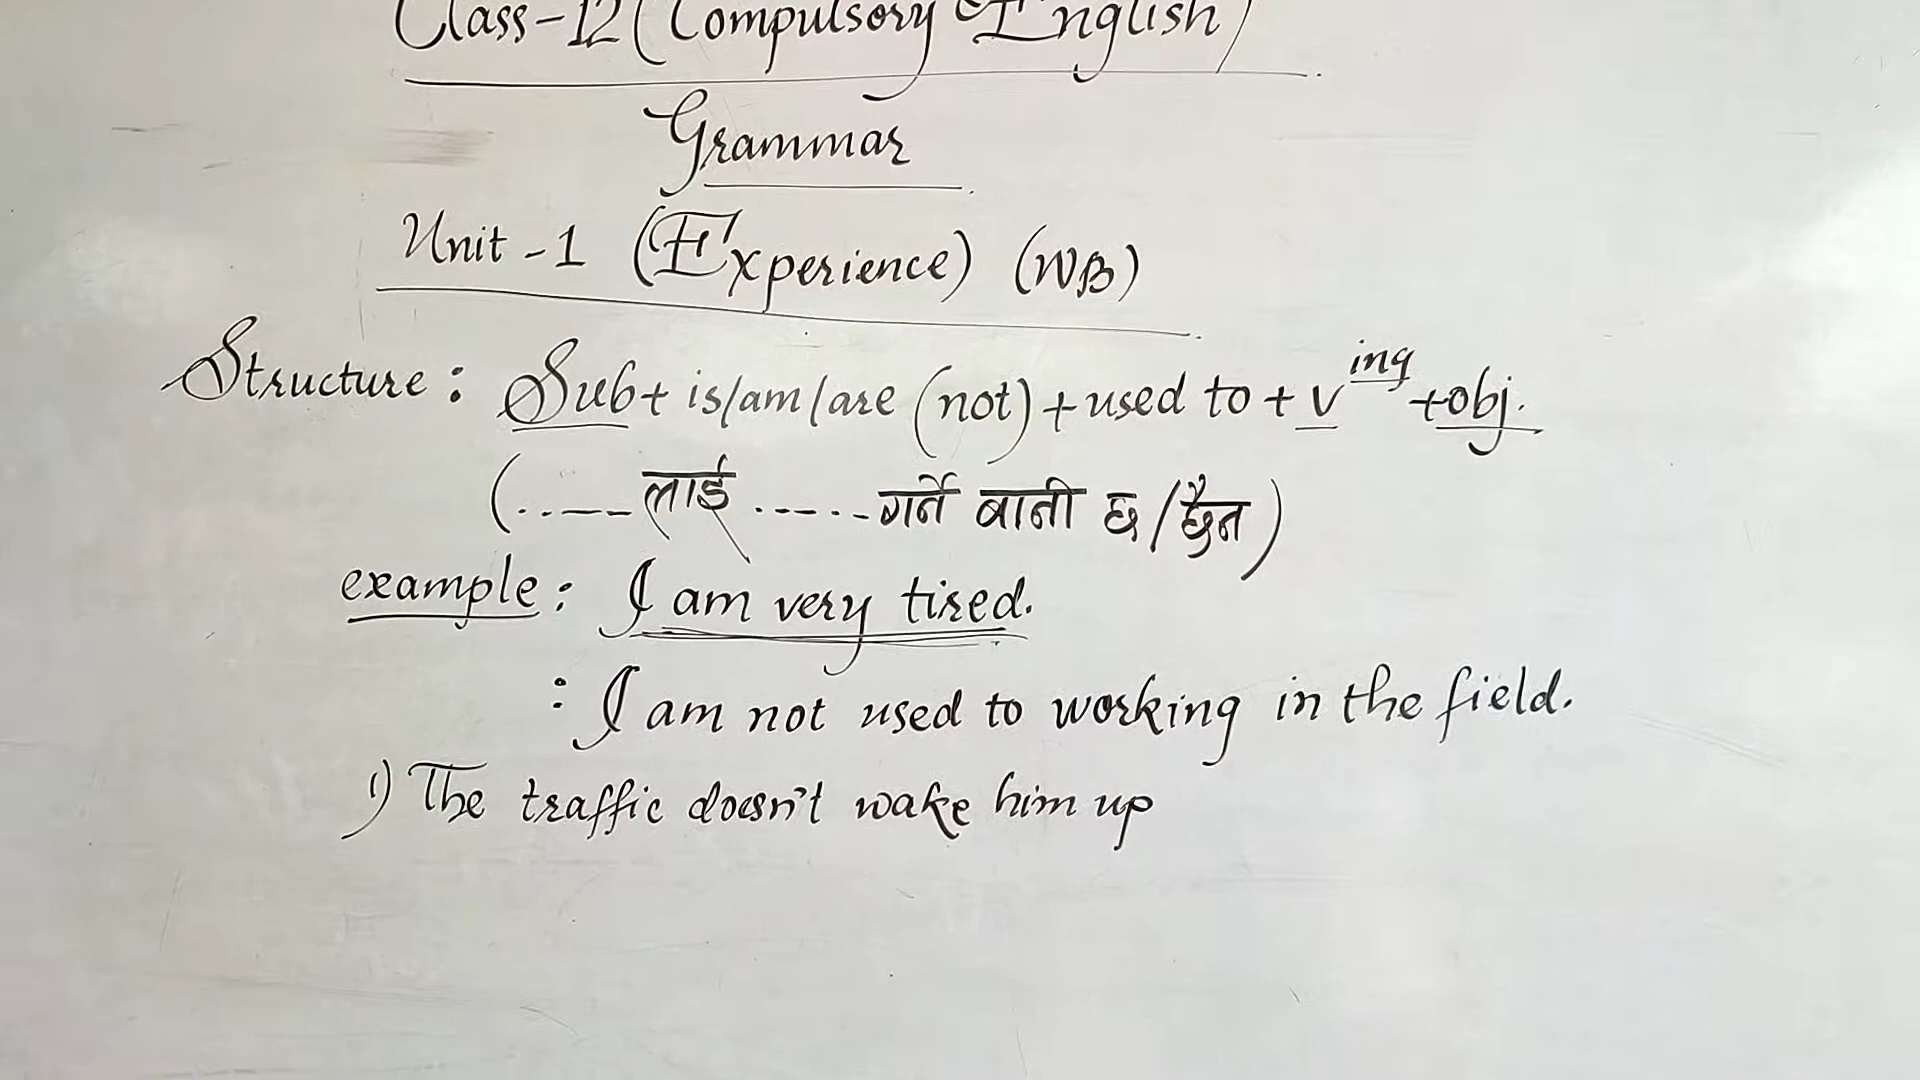 Class-12 (Compulsory English)
Grammar
Unit-1 (Experience) (WB)
Structure: Sub+ is/am/are (not) + used to + v ing + obj.
(.....लाई ......गर्ने बानी छ/छैन)
example: I am very tired.
: I am not used to working in the field.
1) The traffic doesn't wake him up